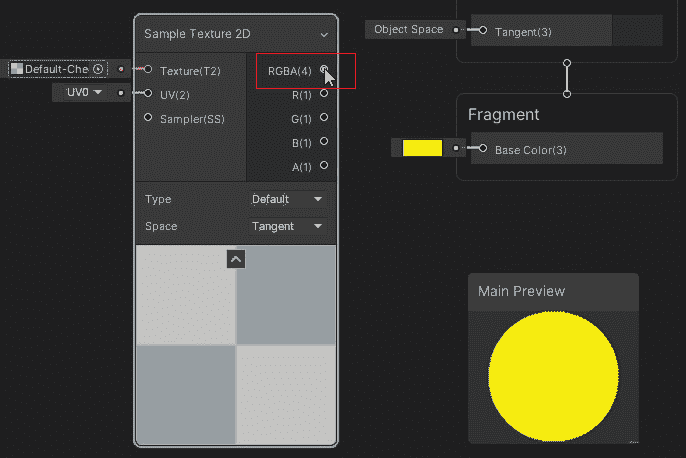 Sample Texture 2D
Default-Che
Texture(T2)
RGBA(4)
UV0
UV(2)
R(1)
Sampler(SS)
G(1)
B(1)
A(1)
Type
Default
Space
Tangent
Object Space
Tangent(3)
Fragment
Base Color(3)
Main Preview